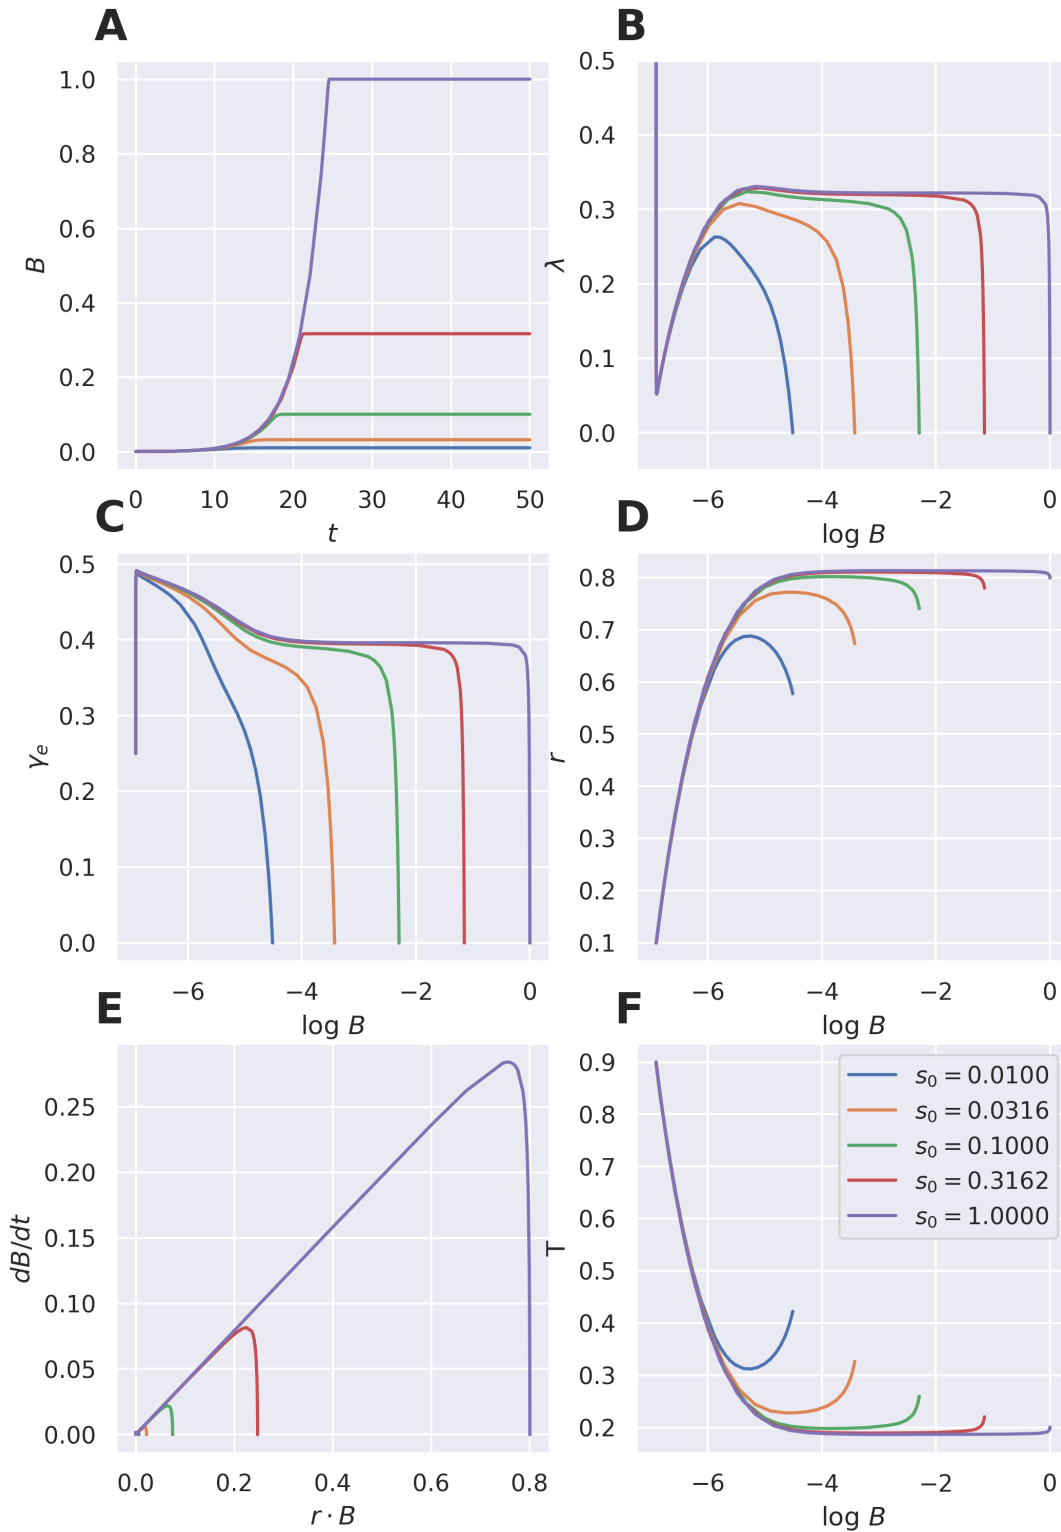 A
B
1.0
0.8
0.6
0.4
0.2
0.0
B
0
10
20
30
40
50
t
0.5
0.4
0.3
0.2
0.1
0.0
λ
−6
−4
−2
0
log B
C
D
0.5
0.4
0.3
0.2
0.1
0.0
γe
−6
−4
−2
0
log B
0.8
0.7
0.6
0.5
0.4
0.3
0.2
0.1
r
−6
−4
−2
0
log B
E
F
0.25
0.20
0.15
0.10
0.05
0.00
dB/dt
0.0
0.2
0.4
0.6
0.8
r · B
0.9
0.8
0.7
0.6
0.5
0.4
0.3
0.2
T
s0 = 0.0100
s0 = 0.0316
s0 = 0.1000
s0 = 0.3162
s0 = 1.0000
−6
−4
−2
0
log B